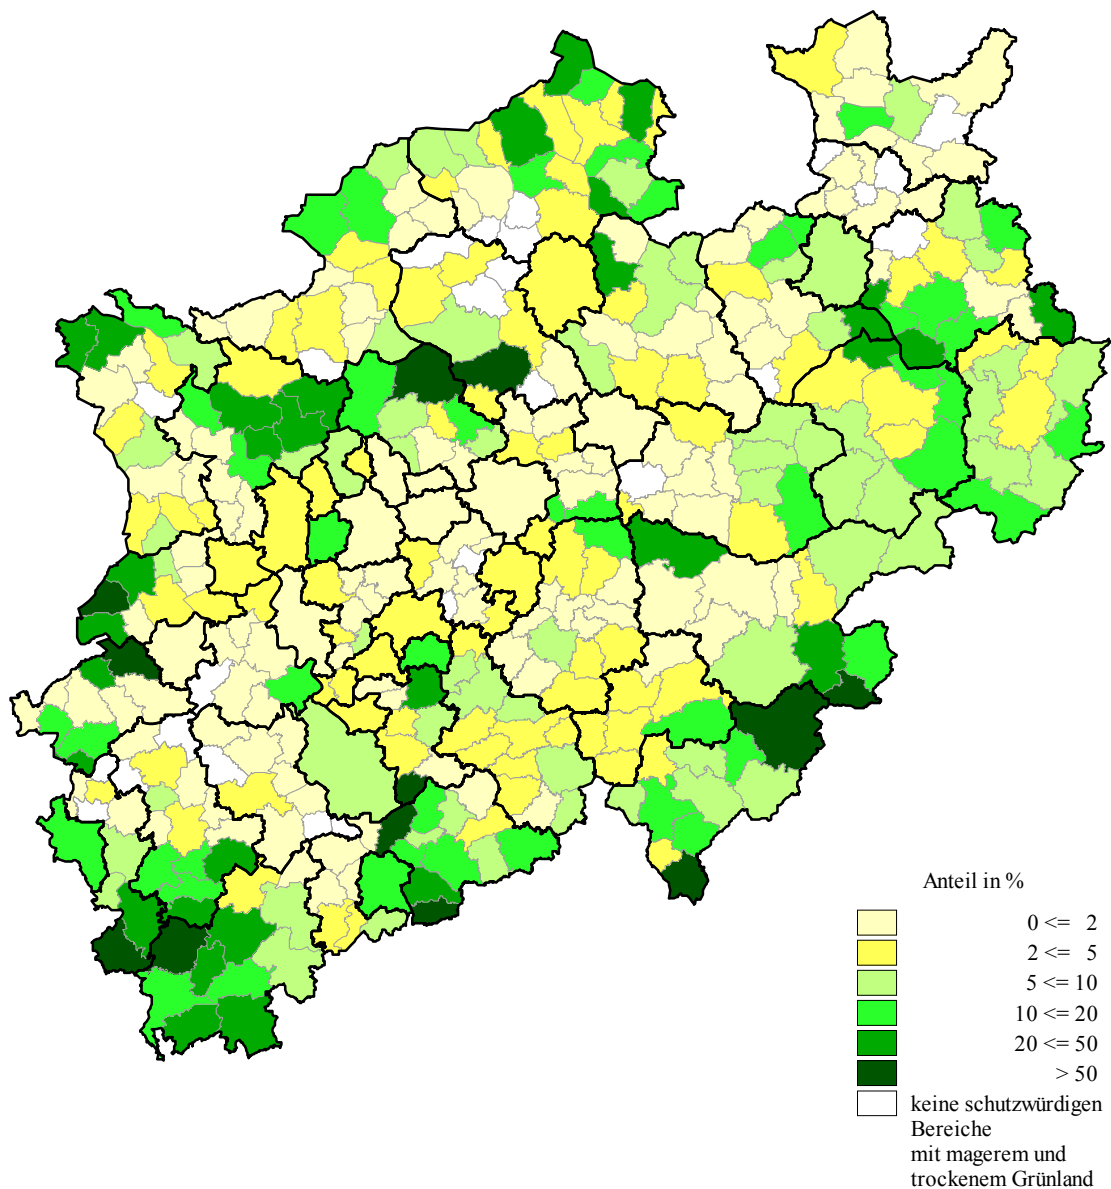 Anteil in %
0 <= 2
2 <= 5
5 <= 10
10 <= 20
20 <= 50
> 50
keine schutzwürdigen
Bereiche
mit magerem und
trockenem Grünland